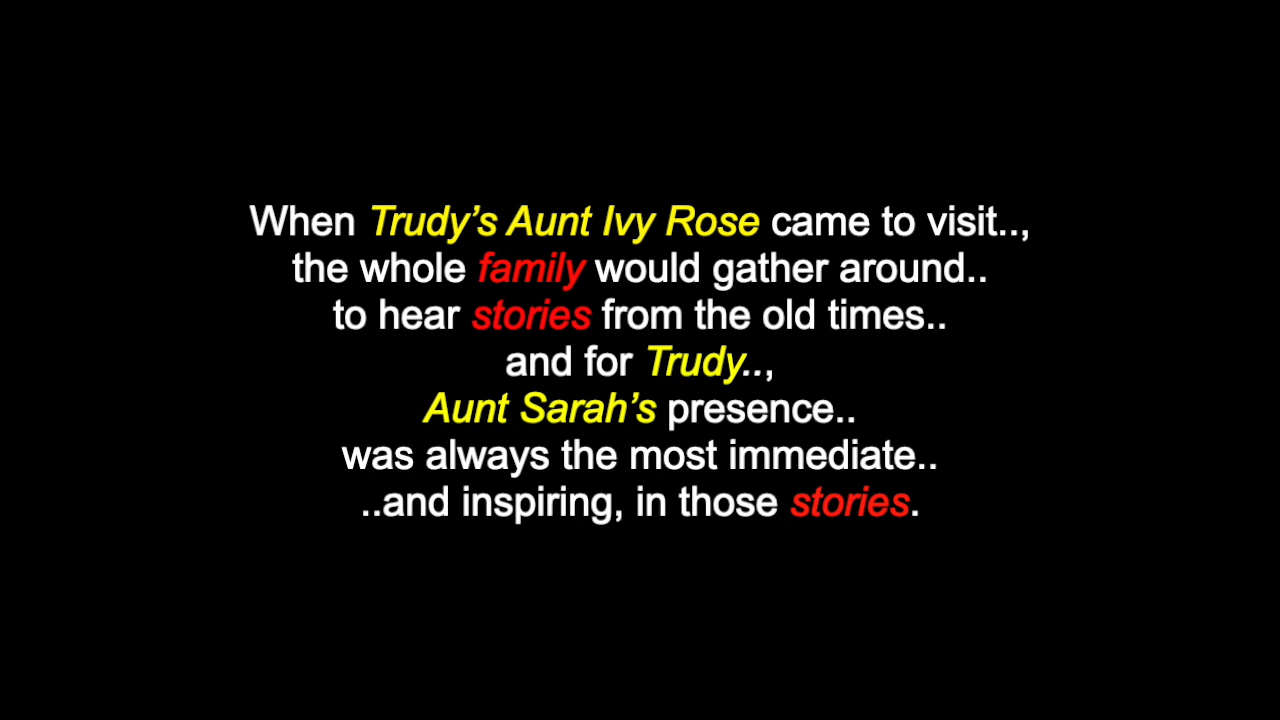 When Trudy’s Aunt Ivy Rose came to visit..,
the whole family would gather around..
to hear stories from the old times..
and for Trudy..,
Aunt Sarah’s presence..
was always the most immediate..
..and inspiring, in those stories.